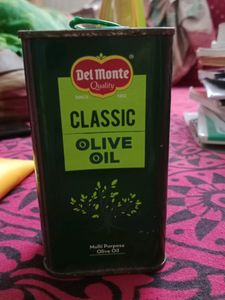 Del Monte
Quality
CLASSIC
OLIVE
OIL
Multi Purpose
Olive Oil